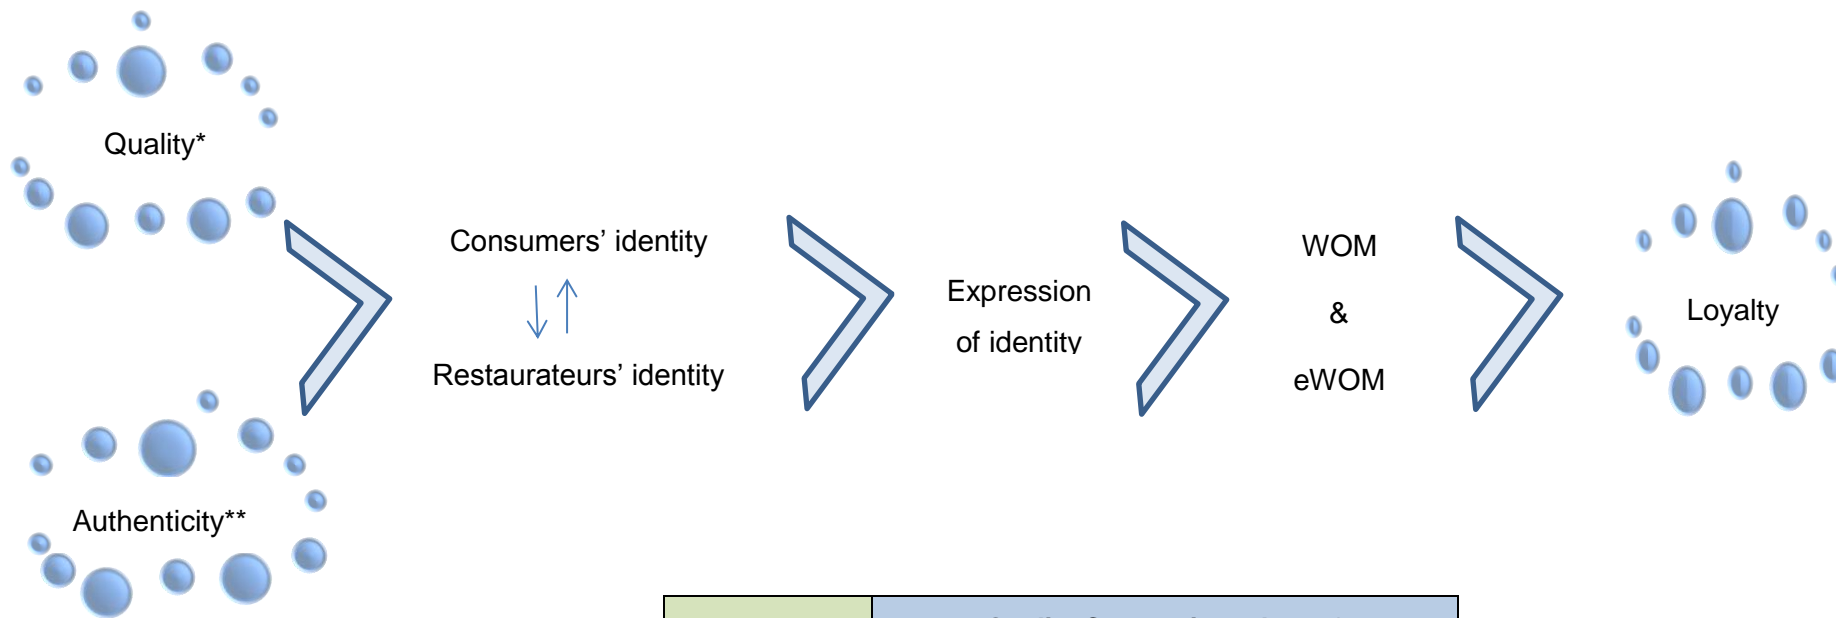 Quality*
Authenticity**
Consumers’ identity
Restaurateurs’ identity
Expression
of identity
WOM
&
eWOM
Loyalty